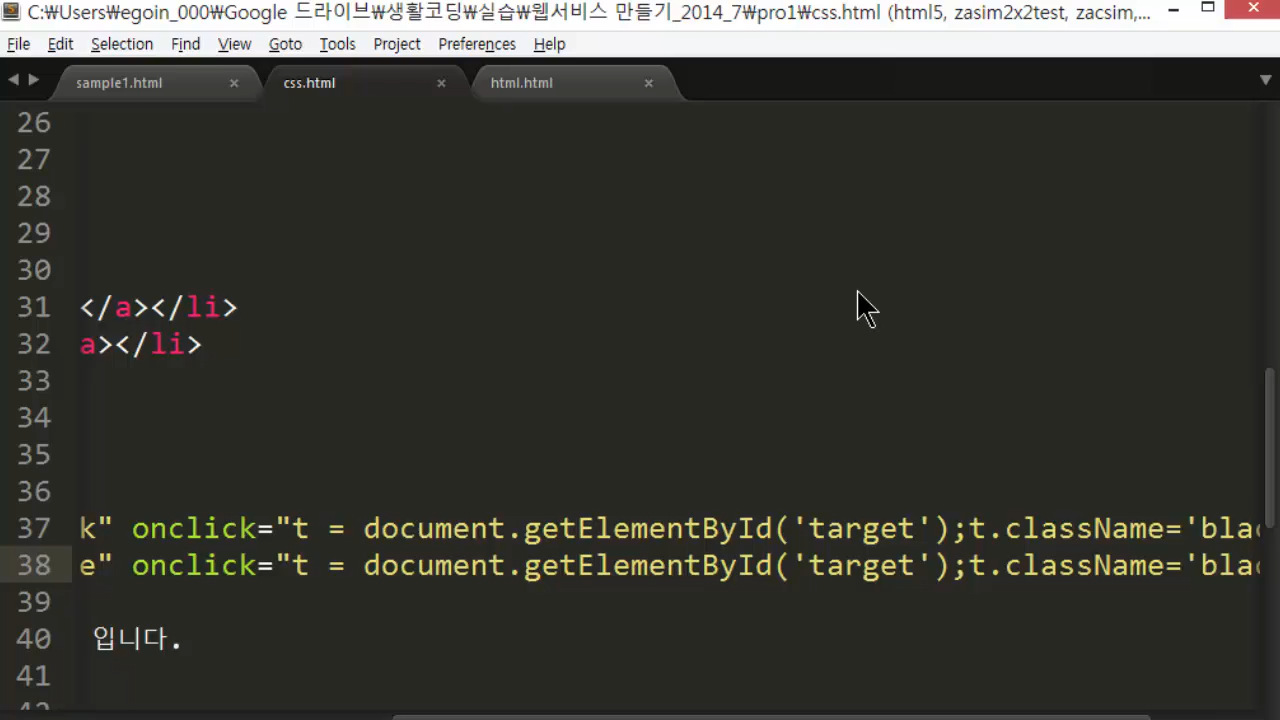 C:₩Users₩egoin_000₩Google 드라이브₩생활코딩₩실습₩웹서비스 만들기_2014_7₩pro1₩css.html (html5, zasim2x2test, zacsim,...
File Edit Selection Find View Goto Tools Project Preferences Help
sample1.html × css.html × html.html ×
26
27
28
29
30
31 </a></li>
32 a></li>
33
34
35
36
37 k" onclick="t = document.getElementById('target');t.className='blac
38 e" onclick="t = document.getElementById('target');t.className='blac
39
40 입니다.
41
42